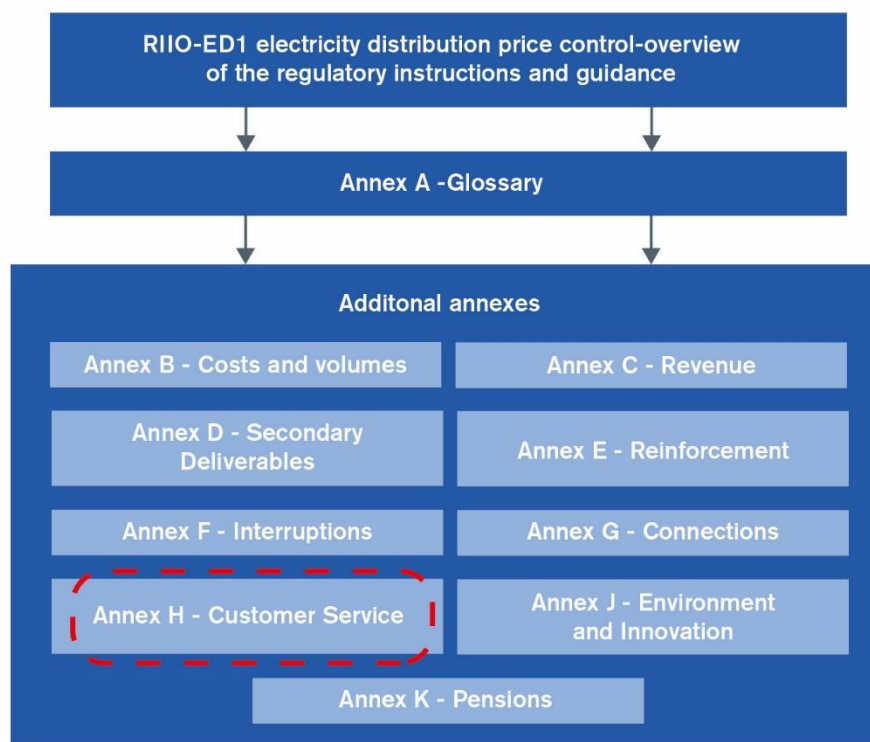 RIIO-ED1 electricity distribution price control-overview
of the regulatory instructions and guidance
Annex A -Glossary
Additonal annexes
Annex B - Costs and volumes
Annex C - Revenue
Annex D - Secondary
Deliverables
Annex E - Reinforcement
Annex F - Interruptions
Annex G - Connections
Annex H - Customer Service
Annex J - Environment
and Innovation
Annex K - Pensions